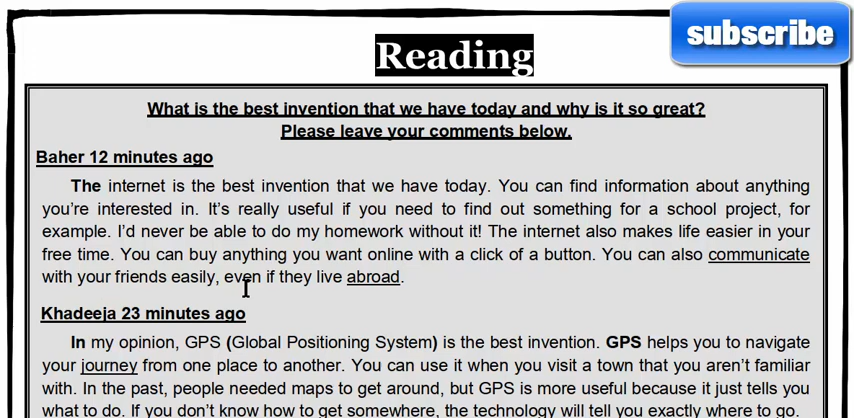 subscribe
Reading
What is the best invention that we have today and why is it so great?
Please leave your comments below.
Baher 12 minutes ago
The internet is the best invention that we have today. You can find information about anything
you’re interested in. It’s really useful if you need to find out something for a school project, for
example. I’d never be able to do my homework without it! The internet also makes life easier in your
free time. You can buy anything you want online with a click of a button. You can also communicate
with your friends easily, even if they live abroad.
Khadeeja 23 minutes ago
In my opinion, GPS (Global Positioning System) is the best invention. GPS helps you to navigate
your journey from one place to another. You can use it when you visit a town that you aren’t familiar
with. In the past, people needed maps to get around, but GPS is more useful because it just tells you
what to do. If you don’t know how to get somewhere, the technology will tell you exactly where to go